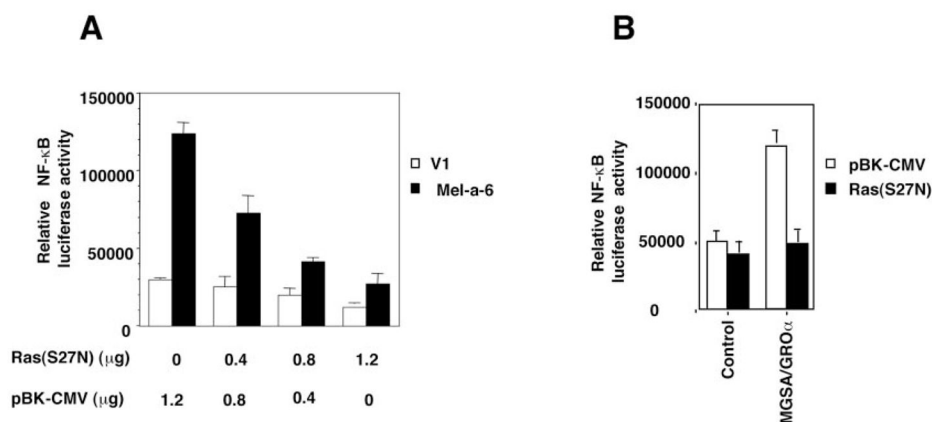 A
Relative NF-κB
luciferase activity
150000
100000
50000
0
V1
Mel-a-6
Ras(S27N) (μg) 0 0.4 0.8 1.2
pBK-CMV (μg) 1.2 0.8 0.4 0
B
Relative NF-κB
luciferase activity
150000
100000
50000
0
pBK-CMV
Ras(S27N)
Control
MGSA/GROα